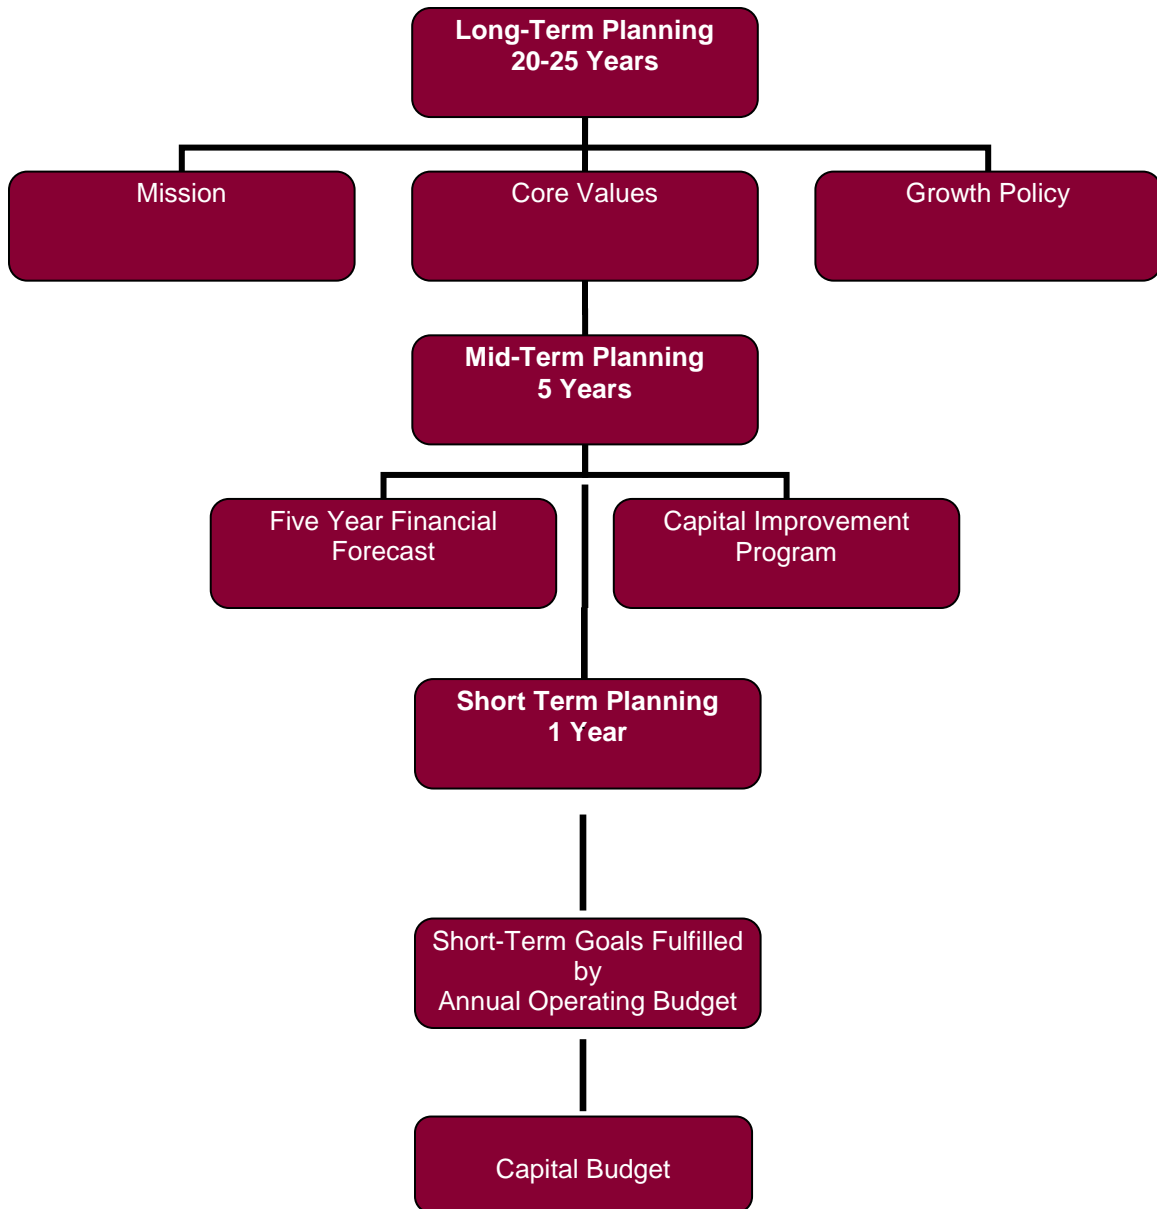 Long-Term Planning
20-25 Years
Mission
Core Values
Growth Policy
Mid-Term Planning
5 Years
Five Year Financial
Forecast
Capital Improvement
Program
Short Term Planning
1 Year
Short-Term Goals Fulfilled
by
Annual Operating Budget
Capital Budget